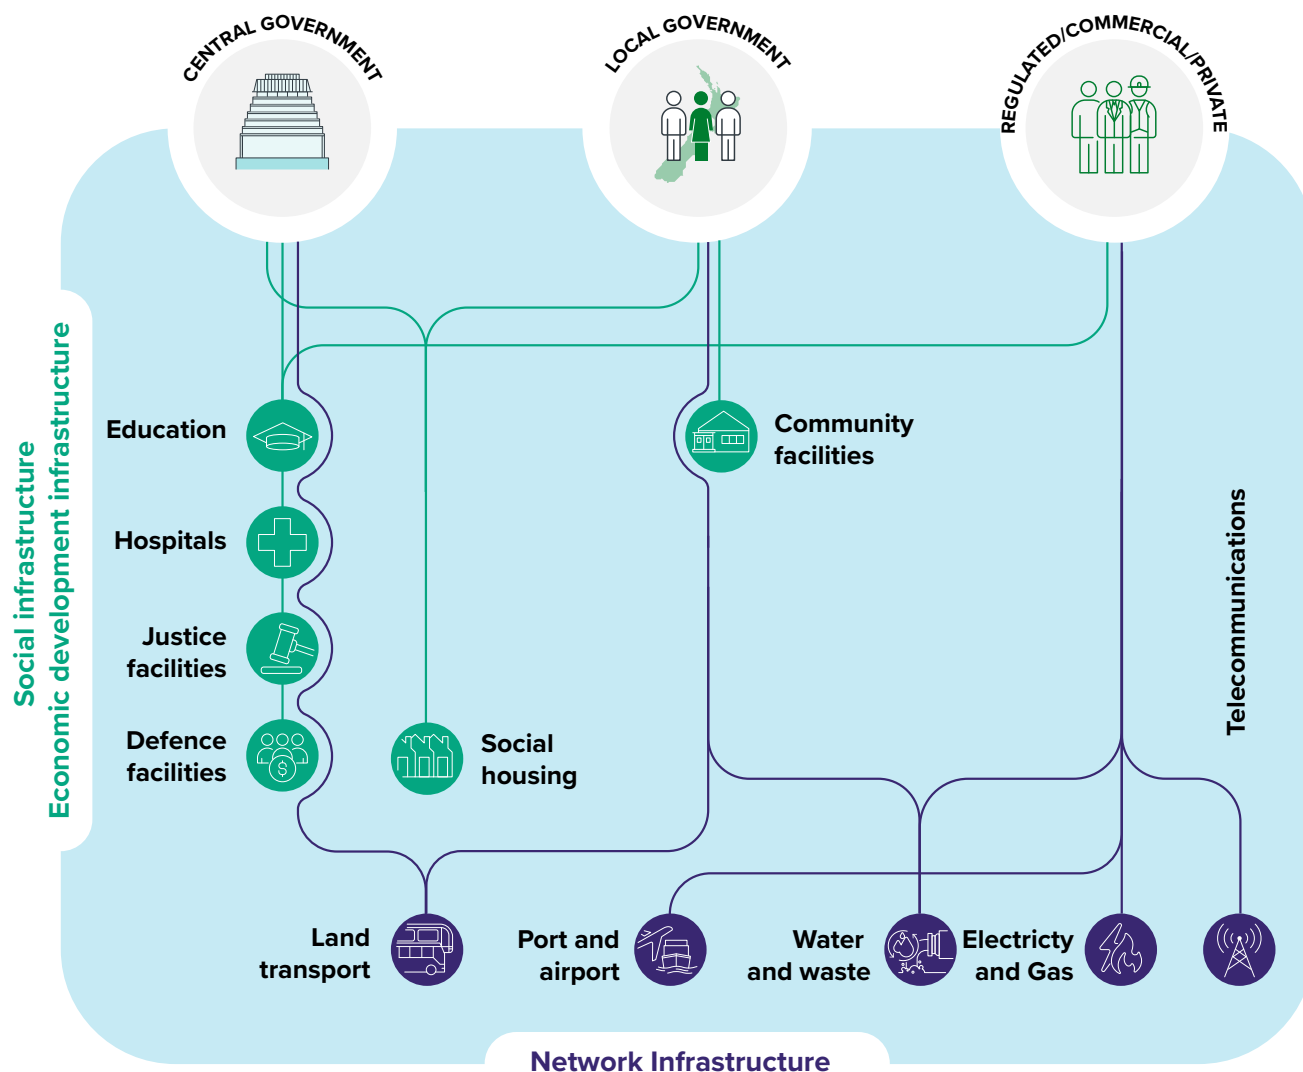 CENTRAL GOVERNMENT
LOCAL GOVERNMENT
REGULATED/COMMERCIAL/PRIVATE
Social infrastructure
Economic development infrastructure
Education
Community
facilities
Hospitals
Justice
facilities
Defence
facilities
$
Social
housing
Telecommunications
Land
transport
Port and
airport
Water
and waste
Electricty
and Gas
Network Infrastructure